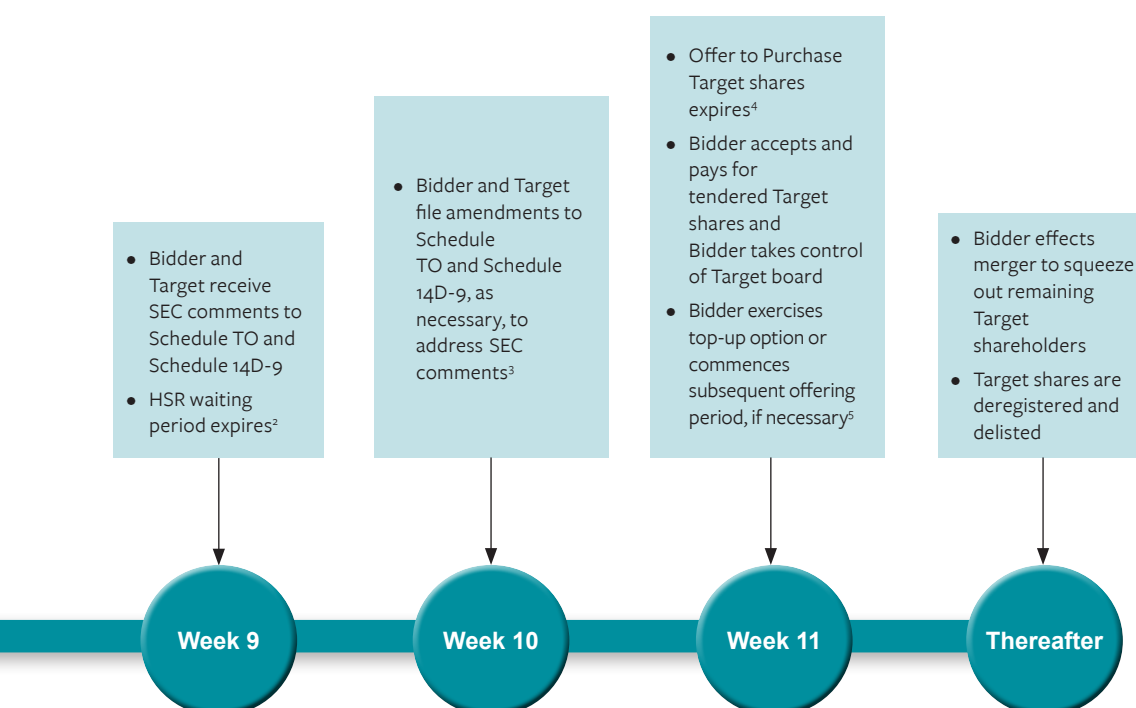 • Bidder and
Target receive
SEC comments to
Schedule TO and
Schedule 14D-9
• HSR waiting
period expires²
• Bidder and Target
file amendments to
Schedule
TO and Schedule
14D-9, as
necessary, to
address SEC
comments³
• Offer to Purchase
Target shares
expires⁴
• Bidder accepts and
pays for
tendered Target
shares and
Bidder takes control
of Target board
• Bidder exercises
top-up option or
commences
subsequent offering
period, if necessary⁵
• Bidder effects
merger to squeeze
out remaining
Target
shareholders
• Target shares are
deregistered and
delisted
Week 9
Week 10
Week 11
Thereafter